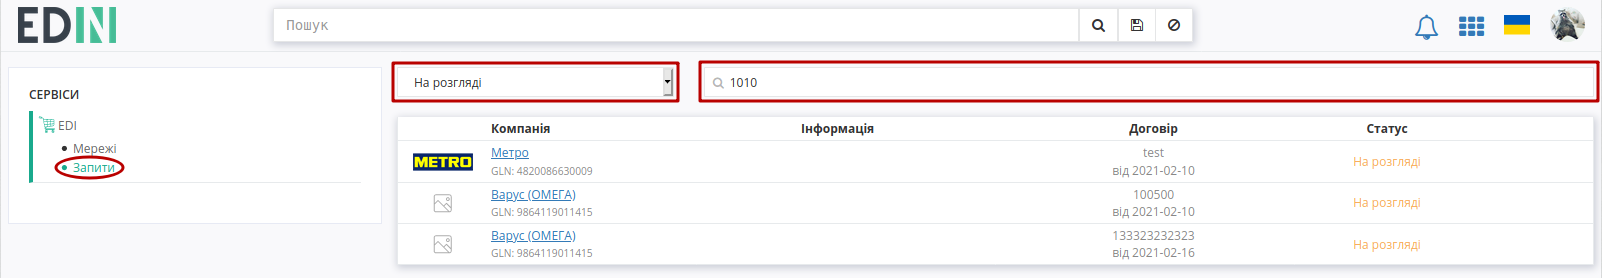 EDIN
Пошук
СЕРВІСИ
EDI
Мережі
Запити
На розгляді
1010
Компанія Інформація Договір Статус
METRO
Метро test На розгляді
GLN: 4820086630009 від 2021-02-10
Варус (ОМЕГА) 100500 На розгляді
GLN: 9864119011415 від 2021-02-10
Варус (ОМЕГА) 133323232323 На розгляді
GLN: 9864119011415 від 2021-02-16